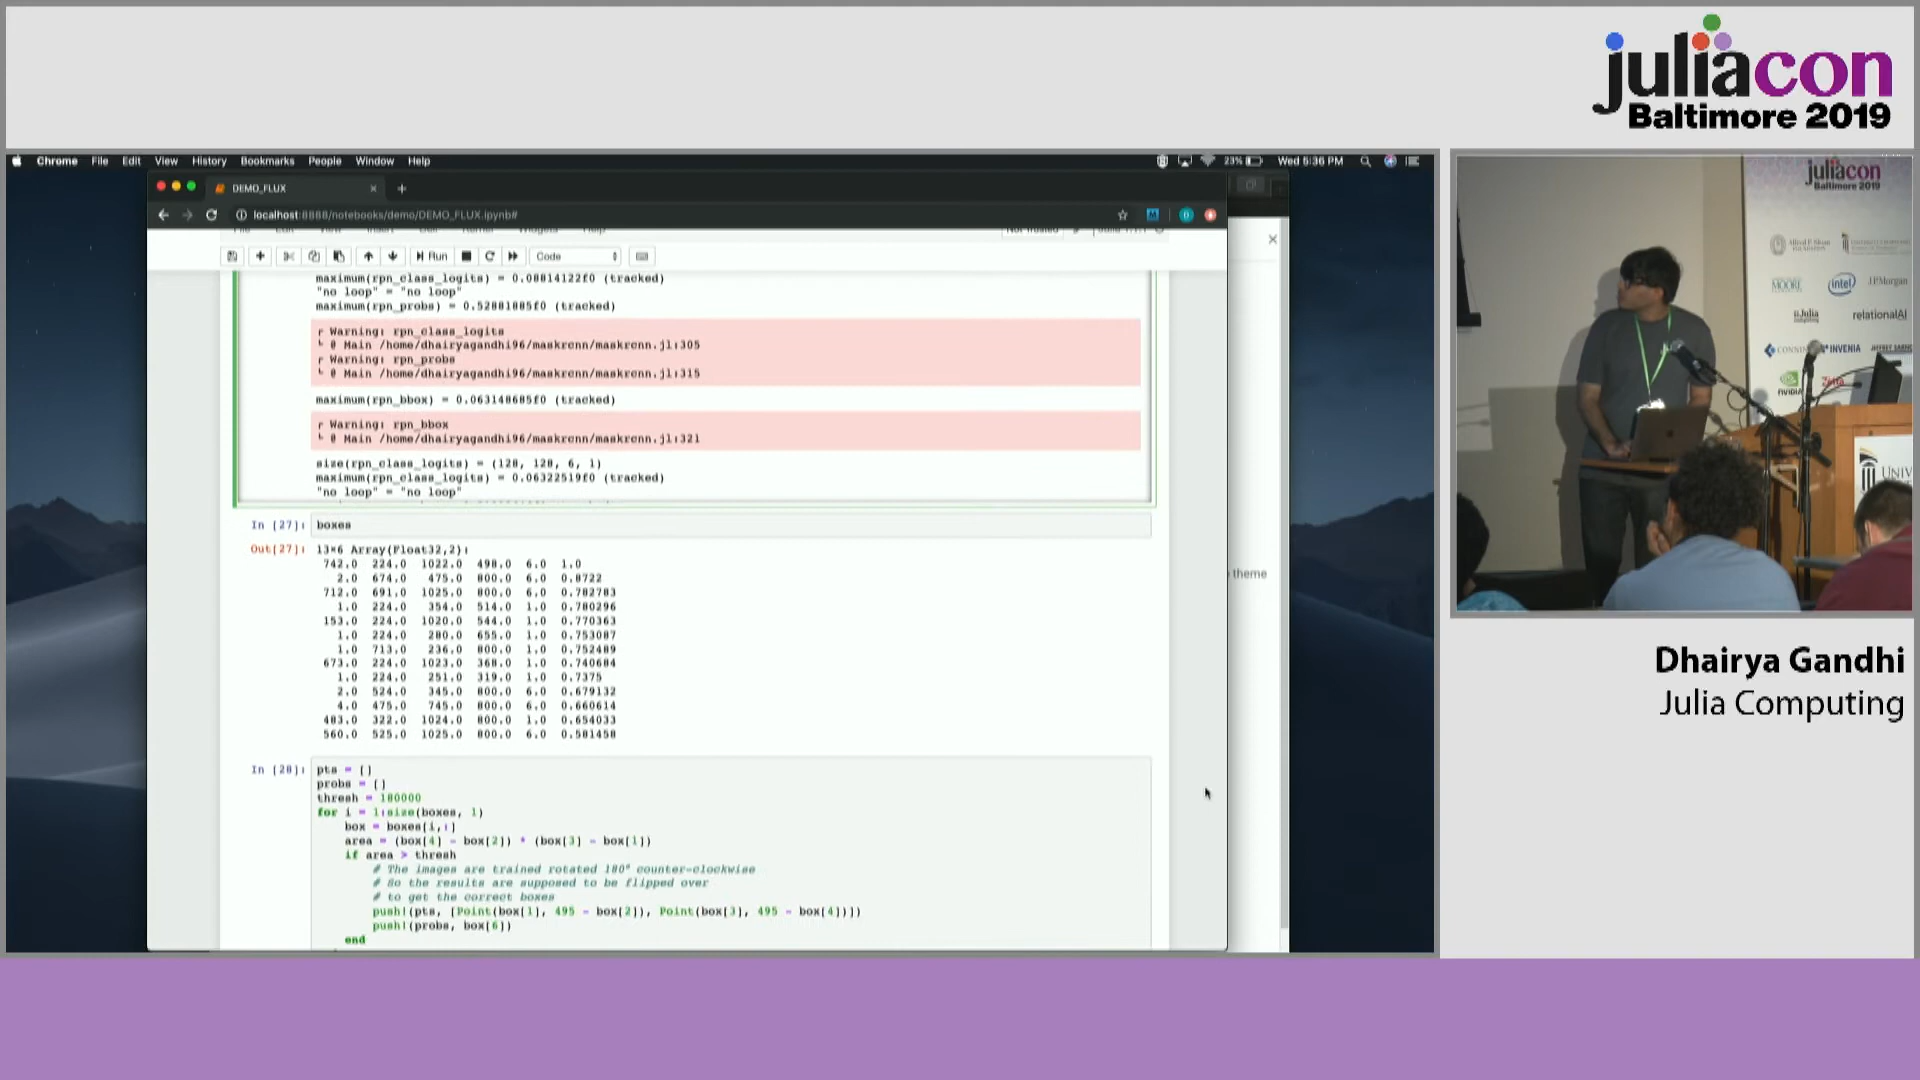 juliacon
Baltimore 2019
Chrome File Edit View History Bookmarks People Window Help
23% Wed 5:36 PM
DEMO_FLUX
localhost:8888/notebooks/demo/DEMO_FLUX.ipynb#
Run Code
maximum(rpn_class_logits) = 0.08814122f0 (tracked)
"no loop" = "no loop"
maximum(rpn_probs) = 0.52881885f0 (tracked)
┌ Warning: rpn_class_logits
└ @ Main /home/dhairyagandhi96/maskrcnn/maskrcnn.jl:305
┌ Warning: rpn_probs
└ @ Main /home/dhairyagandhi96/maskrcnn/maskrcnn.jl:315
maximum(rpn_bbox) = 0.063148685f0 (tracked)
┌ Warning: rpn_bbox
└ @ Main /home/dhairyagandhi96/maskrcnn/maskrcnn.jl:321
size(rpn_class_logits) = (128, 128, 6, 1)
maximum(rpn_class_logits) = 0.06322519f0 (tracked)
"no loop" = "no loop"
In [27]: boxes
Out[27]: 13×6 Array{Float32,2}:
742.0 224.0 1022.0 498.0 6.0 1.0
2.0 674.0 475.0 800.0 6.0 0.8722
712.0 691.0 1025.0 800.0 6.0 0.782783
1.0 224.0 354.0 514.0 1.0 0.780296
153.0 224.0 1020.0 544.0 1.0 0.770363
1.0 224.0 280.0 655.0 1.0 0.753087
1.0 713.0 236.0 800.0 1.0 0.752489
673.0 224.0 1023.0 368.0 1.0 0.740684
1.0 224.0 251.0 319.0 1.0 0.7375
2.0 524.0 345.0 800.0 6.0 0.679132
4.0 475.0 745.0 800.0 6.0 0.660614
483.0 322.0 1024.0 800.0 1.0 0.654033
560.0 525.0 1025.0 800.0 6.0 0.581458
In [28]: pts = []
probs = []
thresh = 180000
for i = 1:size(boxes, 1)
box = boxes[i,:]
area = (box[4] - box[2]) * (box[3] - box[1])
if area > thresh
# The images are trained rotated 180° counter-clockwise
# So the results are supposed to be flipped over
# to get the correct boxes
push!(pts, [Point(box[1], 495 - box[2]), Point(box[3], 495 - box[4])])
push!(probs, box[6])
end
theme
juliacon
Baltimore 2019
MOORE
intel
J.P.Morgan
relationalAI
INVENIA
NVIDIA
UNIV
Dhairya Gandhi
Julia Computing